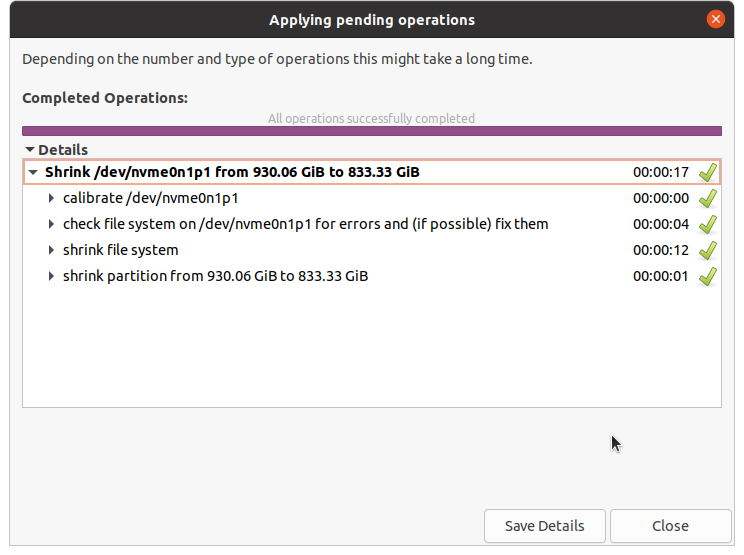 Applying pending operations
Depending on the number and type of operations this might take a long time.
Completed Operations:
All operations successfully completed
Details
Shrink /dev/nvme0n1p1 from 930.06 GiB to 833.33 GiB 00:00:17
calibrate /dev/nvme0n1p1 00:00:00
check file system on /dev/nvme0n1p1 for errors and (if possible) fix them 00:00:04
shrink file system 00:00:12
shrink partition from 930.06 GiB to 833.33 GiB 00:00:01
Save Details Close